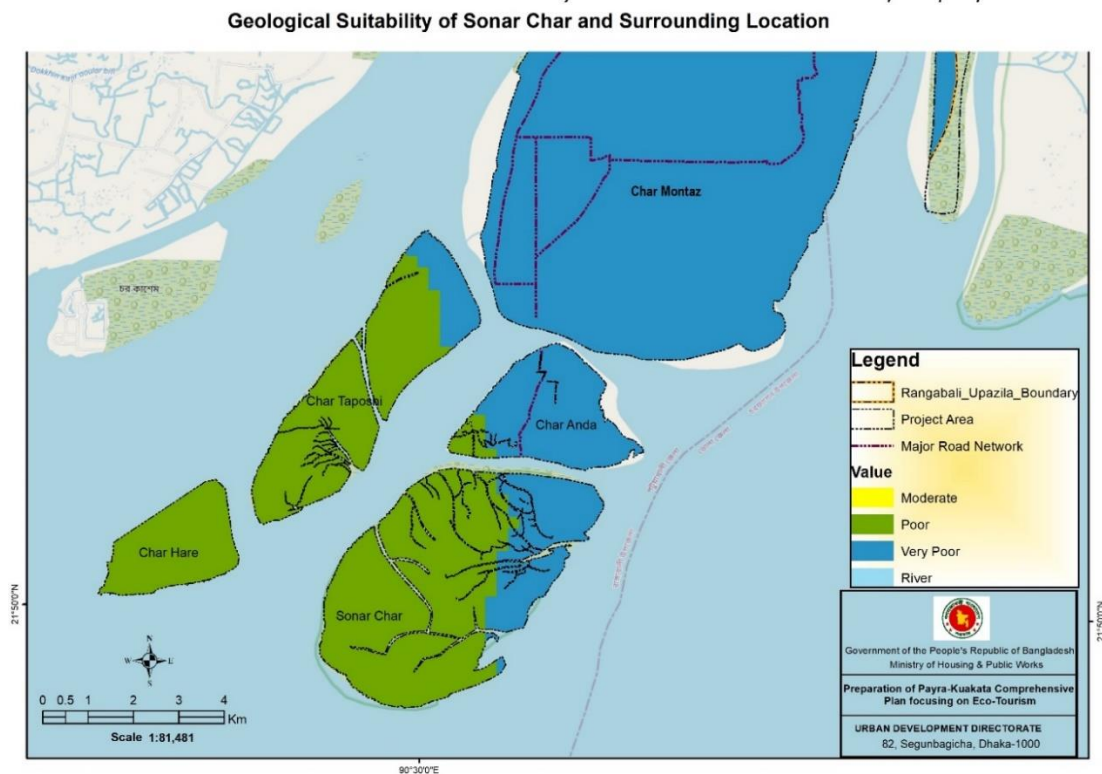 Geological Suitability of Sonar Char and Surrounding Location
Char Montaz
চর কাশেম
Char Taposhi
Char Anda
Char Hare
Sonar Char
Legend
Rangabali_Upazila_Boundary
Project Area
Major Road Network
Value
Moderate
Poor
Very Poor
River
Government of the People's Republic of Bangladesh
Ministry of Housing & Public Works
Preparation of Payra-Kuakata Comprehensive
Plan focusing on Eco-Tourism
URBAN DEVELOPMENT DIRECTORATE
82, Segunbagicha, Dhaka-1000
21°50'0"N
21°50'0"N
N
W E
S
0 0.5 1 2 3 4
Km
Scale 1:81,481
90°30'0"E